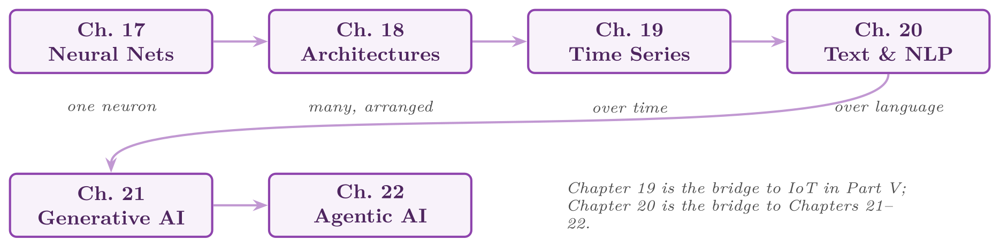 Ch. 17
Neural Nets
Ch. 18
Architectures
Ch. 19
Time Series
Ch. 20
Text & NLP
one neuron
many, arranged
over time
over language
Ch. 21
Generative AI
Ch. 22
Agentic AI
Chapter 19 is the bridge to IoT in Part V;
Chapter 20 is the bridge to Chapters 21–
22.